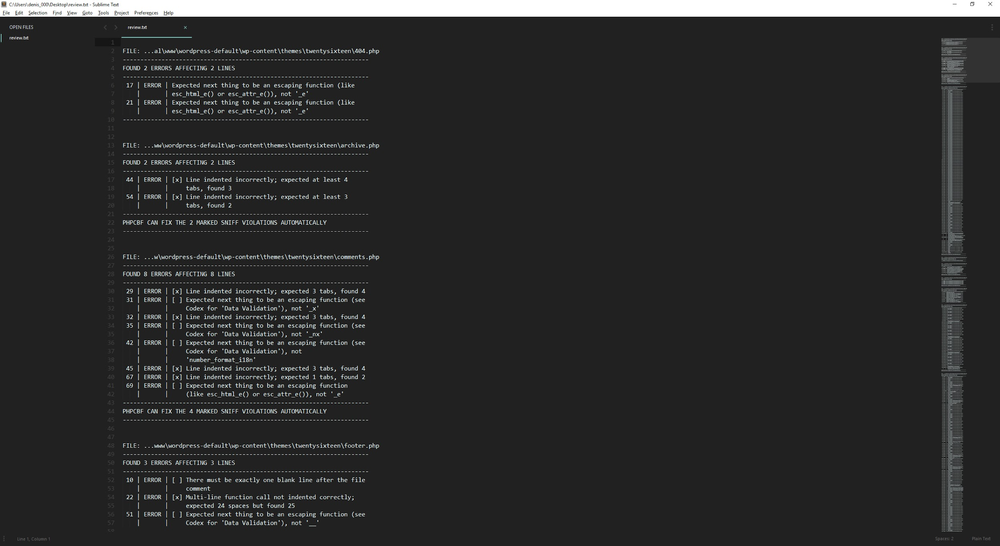 C:\Users\denis_000\Desktop\review.txt - Sublime Text
File Edit Selection Find View Goto Tools Project Preferences Help
OPEN FILES
review.txt
review.txt ×
1
2 FILE: ...al\www\wordpress-default\wp-content\themes\twentysixteen\404.php
3 ----------------------------------------------------------------------
4 FOUND 2 ERRORS AFFECTING 2 LINES
5 ----------------------------------------------------------------------
6 17 | ERROR | Expected next thing to be an escaping function (like
7 | | esc_html_e() or esc_attr_e()), not '_e'
8 21 | ERROR | Expected next thing to be an escaping function (like
9 | | esc_html_e() or esc_attr_e()), not '_e'
10 ----------------------------------------------------------------------
11
12
13 FILE: ...ww\wordpress-default\wp-content\themes\twentysixteen\archive.php
14 ----------------------------------------------------------------------
15 FOUND 2 ERRORS AFFECTING 2 LINES
16 ----------------------------------------------------------------------
17 44 | ERROR | [x] Line indented incorrectly; expected at least 4
18 | | tabs, found 3
19 54 | ERROR | [x] Line indented incorrectly; expected at least 3
20 | | tabs, found 2
21 ----------------------------------------------------------------------
22 PHPCBF CAN FIX THE 2 MARKED SNIFF VIOLATIONS AUTOMATICALLY
23 ----------------------------------------------------------------------
24
25
26 FILE: ...w\wordpress-default\wp-content\themes\twentysixteen\comments.php
27 ----------------------------------------------------------------------
28 FOUND 8 ERRORS AFFECTING 8 LINES
29 ----------------------------------------------------------------------
30 29 | ERROR | [x] Line indented incorrectly; expected 3 tabs, found 4
31 31 | ERROR | [ ] Expected next thing to be an escaping function (see
32 | | Codex for 'Data Validation'), not '_x'
33 32 | ERROR | [x] Line indented incorrectly; expected 3 tabs, found 4
34 35 | ERROR | [ ] Expected next thing to be an escaping function (see
35 | | Codex for 'Data Validation'), not '_nx'
36 42 | ERROR | [ ] Expected next thing to be an escaping function (see
37 | | Codex for 'Data Validation'), not
38 | | 'number_format_i18n'
39 45 | ERROR | [x] Line indented incorrectly; expected 3 tabs, found 4
40 67 | ERROR | [x] Line indented incorrectly; expected 1 tabs, found 2
41 69 | ERROR | [ ] Expected next thing to be an escaping function
42 | | (like esc_html_e() or esc_attr_e()), not '_e'
43 ----------------------------------------------------------------------
44 PHPCBF CAN FIX THE 4 MARKED SNIFF VIOLATIONS AUTOMATICALLY
45 ----------------------------------------------------------------------
46
47
48 FILE: ...www\wordpress-default\wp-content\themes\twentysixteen\footer.php
49 ----------------------------------------------------------------------
50 FOUND 3 ERRORS AFFECTING 3 LINES
51 ----------------------------------------------------------------------
52 10 | ERROR | [ ] There must be exactly one blank line after the file
53 | | comment
54 22 | ERROR | [x] Multi-line function call not indented correctly;
55 | | expected 24 spaces but found 25
56 51 | ERROR | [ ] Expected next thing to be an escaping function (see
57 | | Codex for 'Data Validation'), not '__'
Line 1, Column 1
Spaces: 2 Plain Text